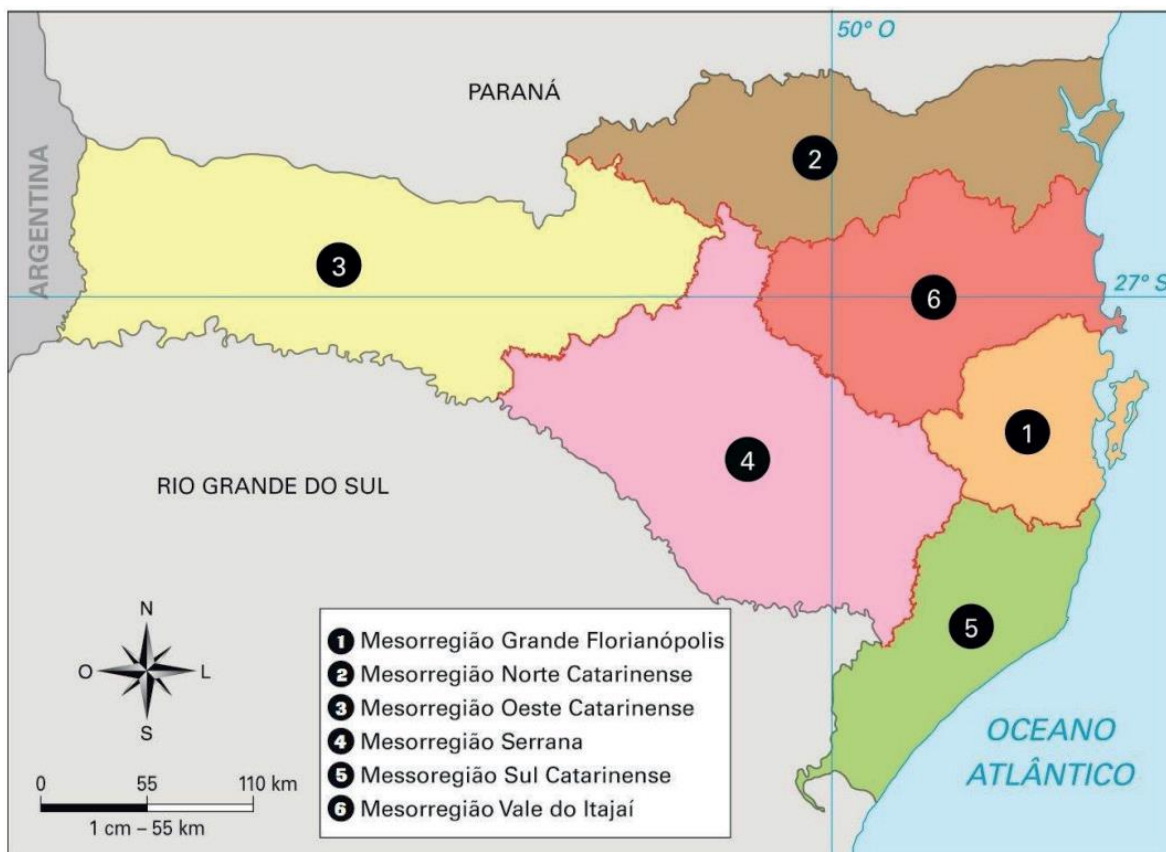 50° O
PARANÁ
ARGENTINA
2
3
27° S
6
1
4
RIO GRANDE DO SUL
5
N
O
L
S
OCEANO
ATLÂNTICO
0 55 110 km
1 cm – 55 km
1 Mesorregião Grande Florianópolis
2 Mesorregião Norte Catarinense
3 Mesorregião Oeste Catarinense
4 Mesorregião Serrana
5 Messoregião Sul Catarinense
6 Mesorregião Vale do Itajaí